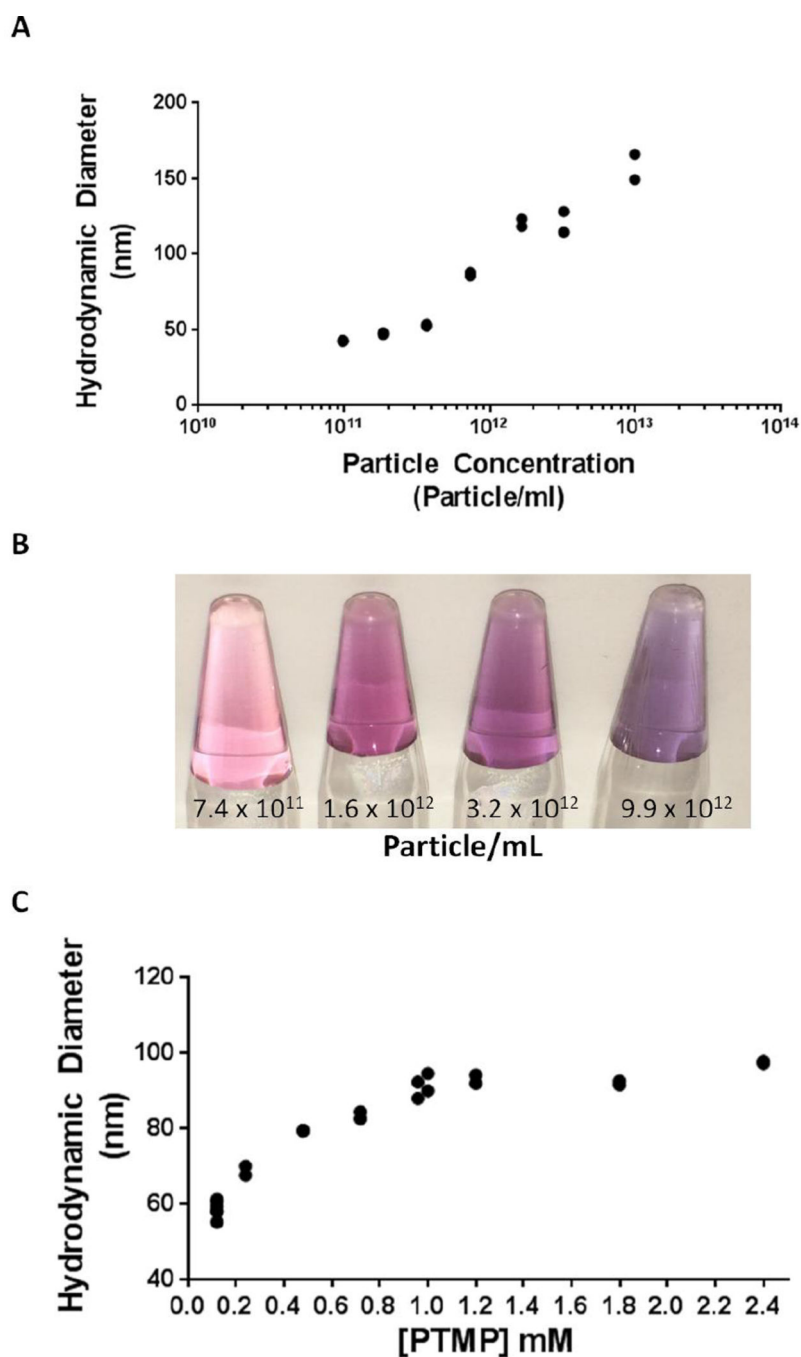 A
Hydrodynamic Diameter
(nm)
200
150
100
50
0
10¹⁰ 10¹¹ 10¹² 10¹³ 10¹⁴
Particle Concentration
(Particle/ml)
B
7.4 x 10¹¹ 1.6 x 10¹² 3.2 x 10¹² 9.9 x 10¹²
Particle/mL
C
Hydrodynamic Diameter
(nm)
120
100
80
60
40
0.0 0.2 0.4 0.6 0.8 1.0 1.2 1.4 1.6 1.8 2.0 2.2 2.4
[PTMP] mM